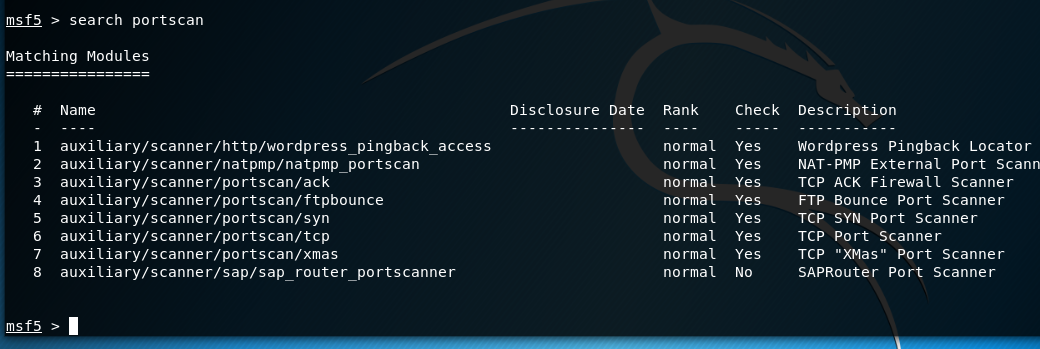 msf5 > search portscan
Matching Modules
================
# Name Disclosure Date Rank Check Description
- ---- --------------- ---- ----- -----------
1 auxiliary/scanner/http/wordpress_pingback_access normal Yes Wordpress Pingback Locator
2 auxiliary/scanner/natpmp/natpmp_portscan normal Yes NAT-PMP External Port Scann
3 auxiliary/scanner/portscan/ack normal Yes TCP ACK Firewall Scanner
4 auxiliary/scanner/portscan/ftpbounce normal Yes FTP Bounce Port Scanner
5 auxiliary/scanner/portscan/syn normal Yes TCP SYN Port Scanner
6 auxiliary/scanner/portscan/tcp normal Yes TCP Port Scanner
7 auxiliary/scanner/portscan/xmas normal Yes TCP "XMas" Port Scanner
8 auxiliary/scanner/sap/sap_router_portscanner normal No SAPRouter Port Scanner
msf5 >